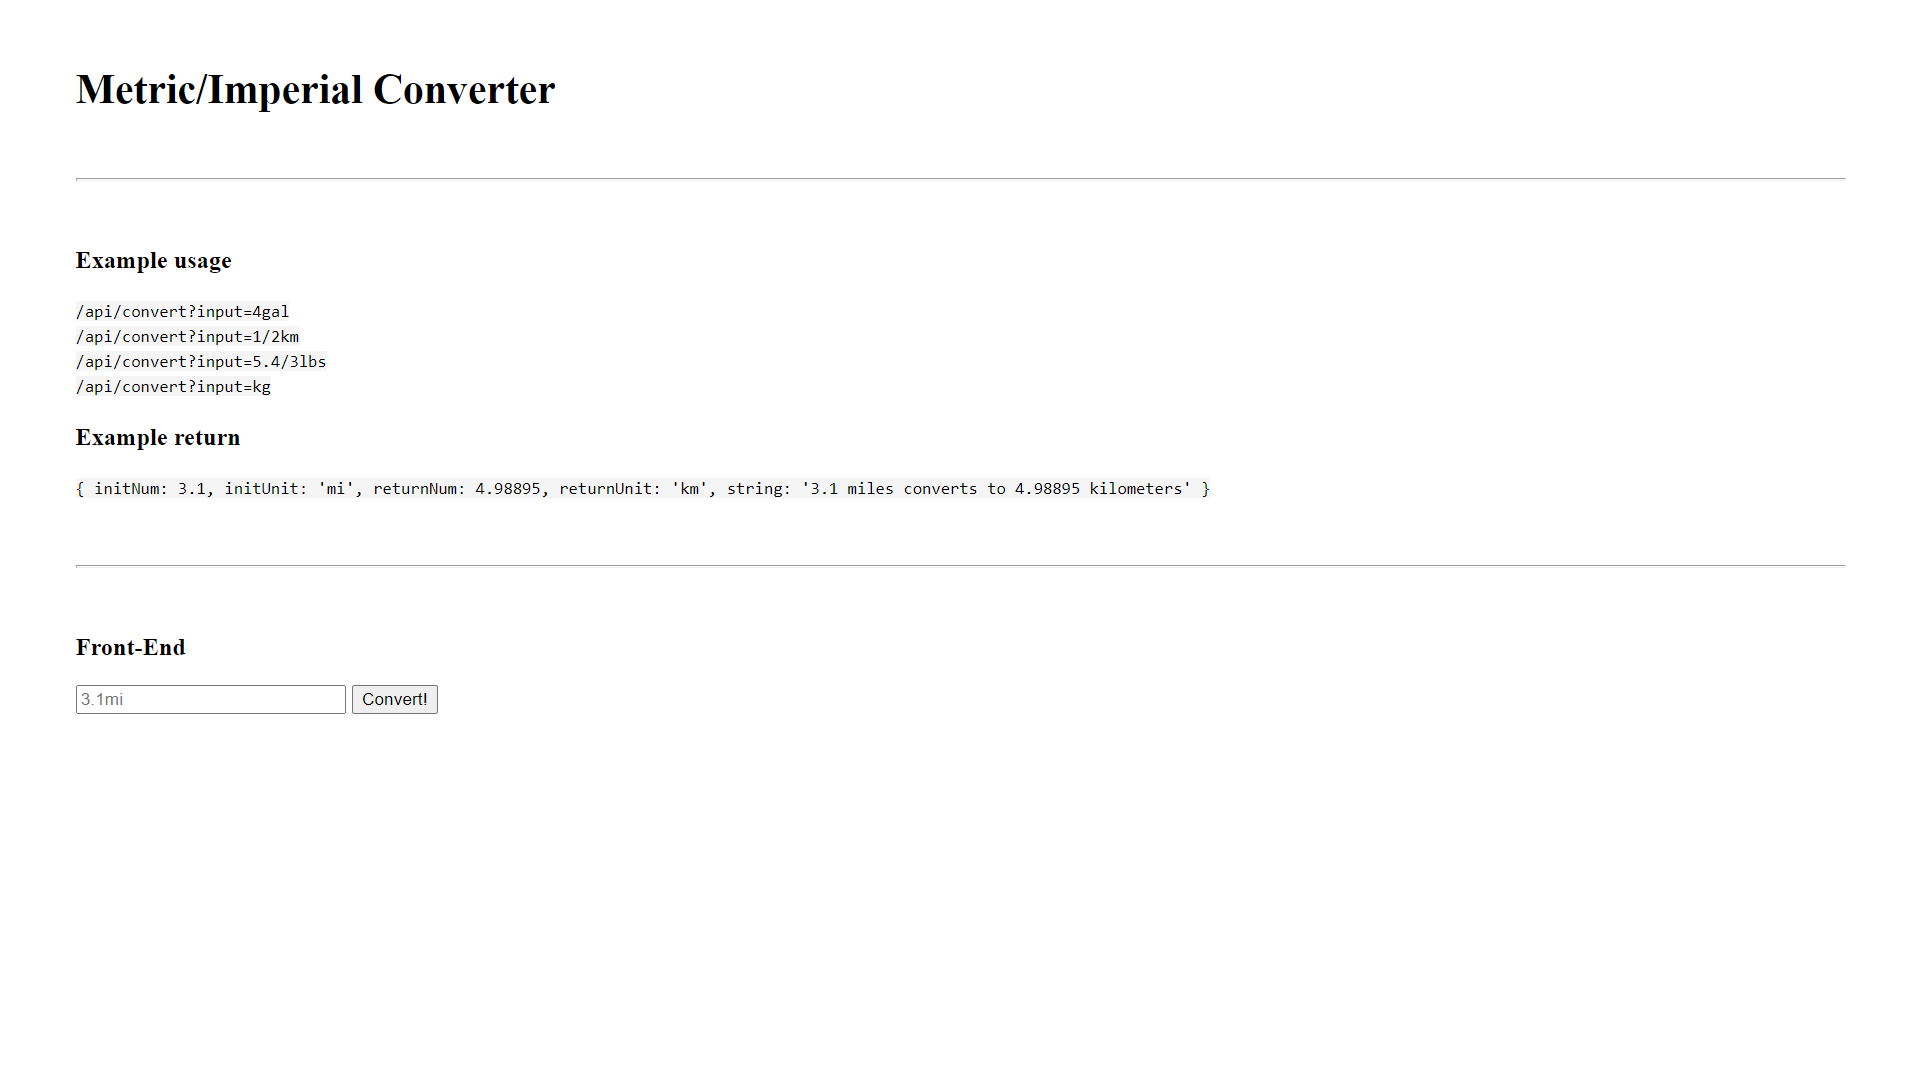 Metric/Imperial Converter
Example usage
/api/convert?input=4gal
/api/convert?input=1/2km
/api/convert?input=5.4/3lbs
/api/convert?input=kg
Example return
{ initNum: 3.1, initUnit: 'mi', returnNum: 4.98895, returnUnit: 'km', string: '3.1 miles converts to 4.98895 kilometers' }
Front-End
3.1mi Convert!